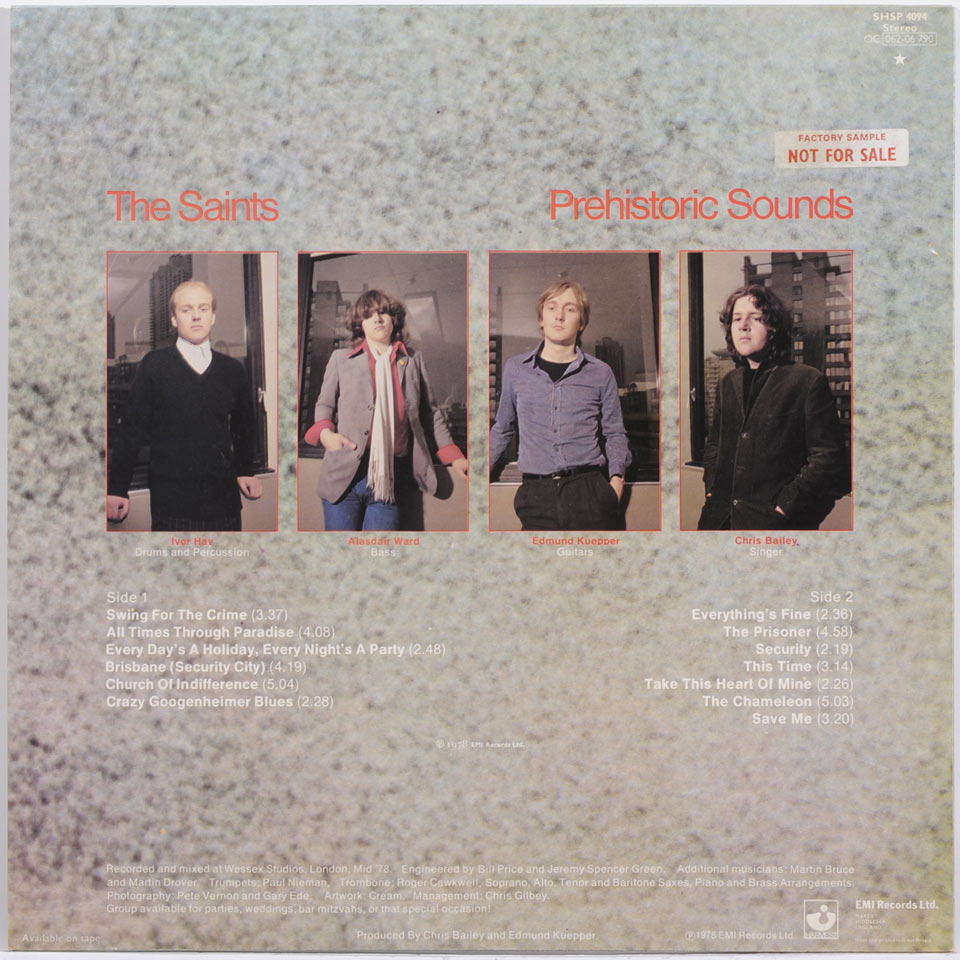 SHSP 4094
Stereo
OC 062-06 790
FACTORY SAMPLE
NOT FOR SALE
The Saints
Prehistoric Sounds
Ivor Hay
Drums and Percussion
Alasdair Ward
Bass
Edmund Kuepper
Guitars
Chris Bailey
Singer
Side 1
Swing For The Crime (3.37)
All Times Through Paradise (4.08)
Every Day's A Holiday, Every Night's A Party (2.48)
Brisbane (Security City) (4.19)
Church Of Indifference (5.04)
Crazy Googenheimer Blues (2.28)
Side 2
Everything's Fine (2.36)
The Prisoner (4.58)
Security (2.19)
This Time (3.14)
Take This Heart Of Mine (2.26)
The Chameleon (5.03)
Save Me (3.20)
℗ 1978 EMI Records Ltd.
Recorded and mixed at Wessex Studios, London, Mid '78. Engineered by Bill Price and Jeremy Spencer Green. Additional musicians: Martin Bruce
and Martin Drover, Trumpets; Paul Nieman, Trombone; Roger Cawkwell, Soprano, Alto, Tenor and Baritone Saxes, Piano and Brass Arrangements.
Photography: Pete Vernon and Gary Ede. Artwork: Cream. Management: Chris Gilbey.
Group available for parties, weddings, bar mitzvahs, or that special occasion!
Available on tape
Produced By Chris Bailey and Edmund Kuepper
℗ 1978 EMI Records Ltd.
HARVEST
EMI Records Ltd.
HAYES
MIDDLESEX
ENGLAND